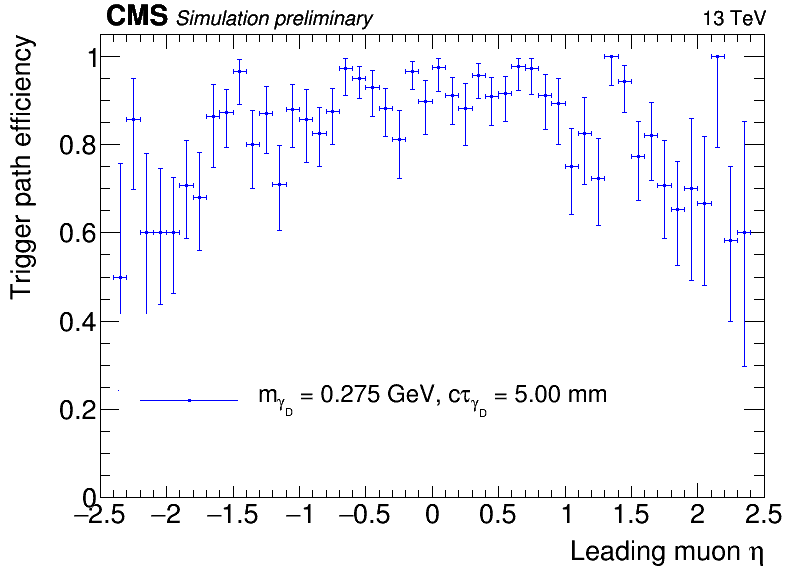 CMS Simulation preliminary 13 TeV
Trigger path efficiency
1
0.8
0.6
0.4
0.2
0
m_γ_D = 0.275 GeV, cτ_γ_D = 5.00 mm
−2.5 −2 −1.5 −1 −0.5 0 0.5 1 1.5 2 2.5
Leading muon η